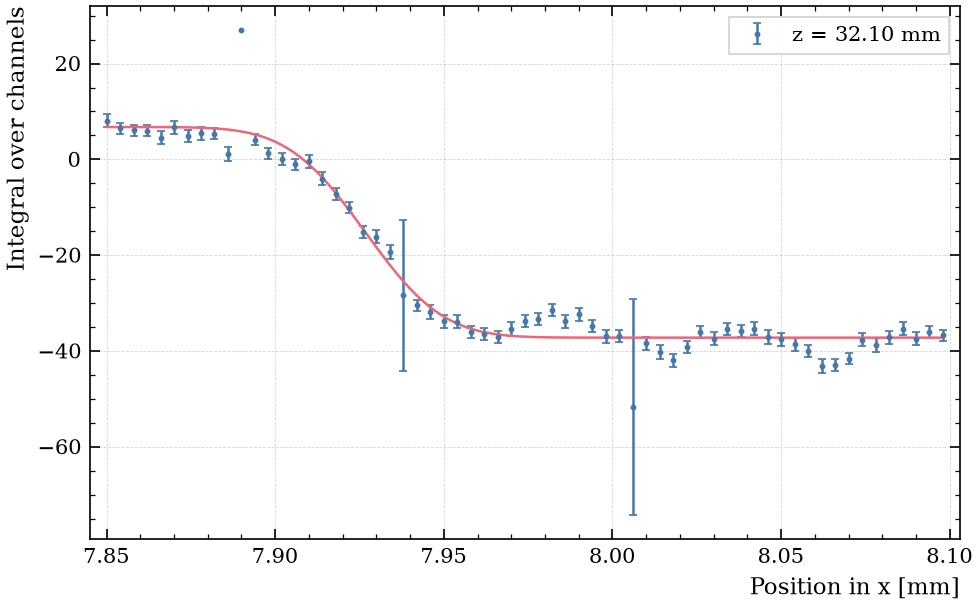 Integral over channels
20
0
−20
−40
−60
z = 32.10 mm
7.85 7.90 7.95 8.00 8.05 8.10
Position in x [mm]